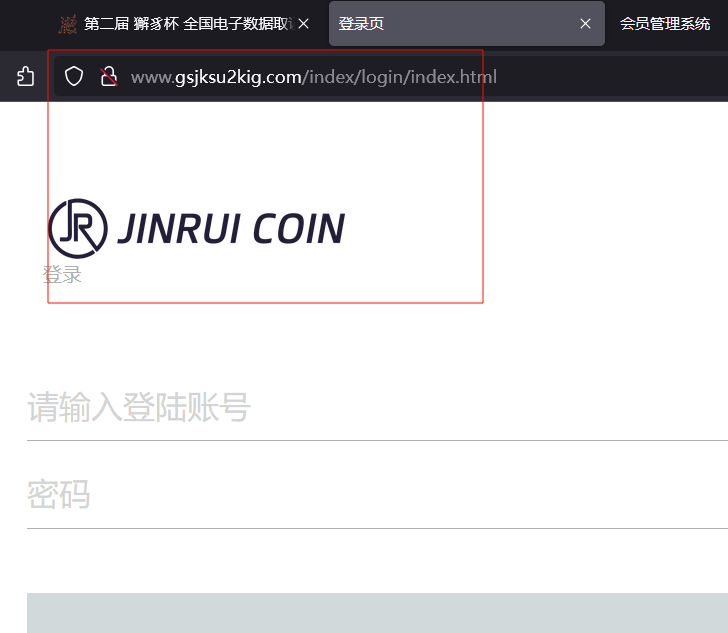 第二届 獬豸杯 全国电子数据取
登录页
会员管理系统
www.gsjksu2kig.com/index/login/index.html
JR JINRUI COIN
登录
请输入登陆账号
密码